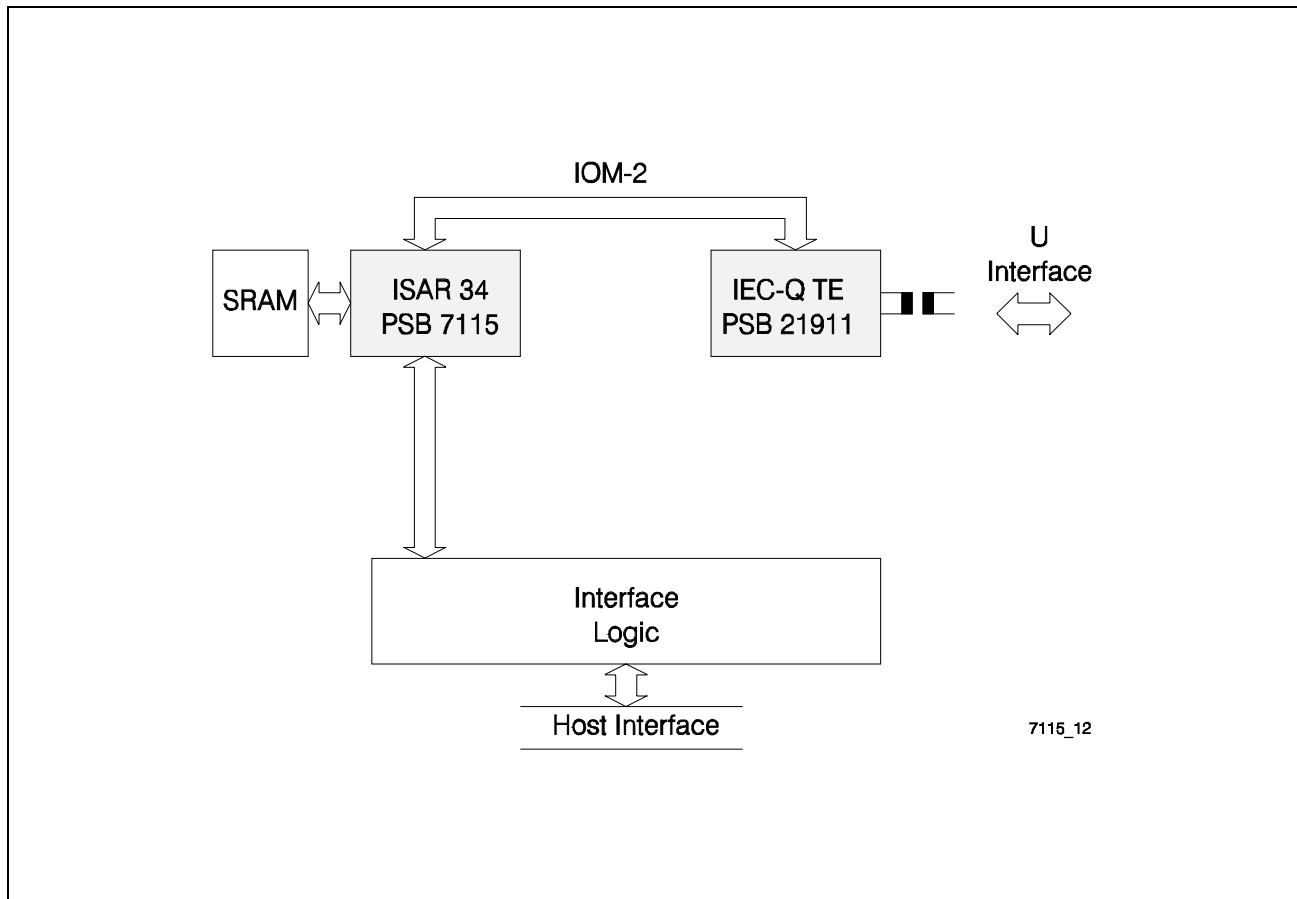 IOM-2
U
Interface
SRAM
ISAR 34
PSB 7115
IEC-Q TE
PSB 21911
Interface
Logic
Host Interface
7115_12